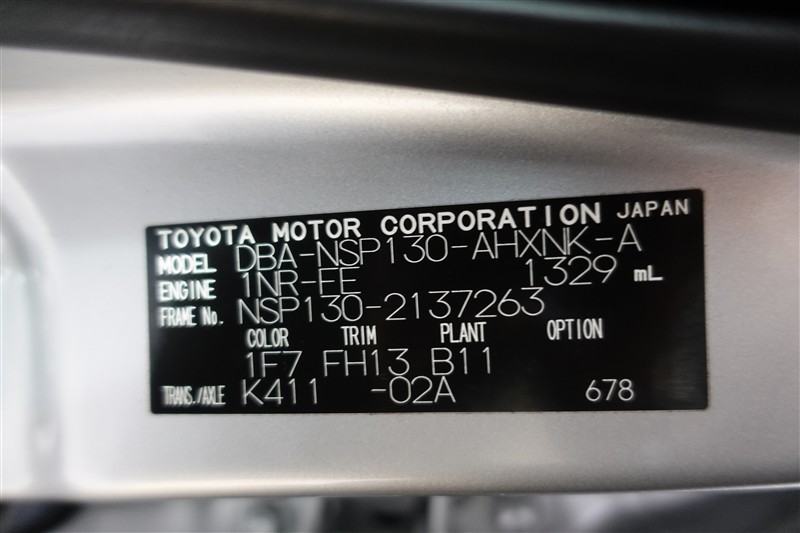 TOYOTA MOTOR CORPORATION JAPAN
MODEL DBA-NSP130-AHXNK-A
ENGINE 1NR-FE 1329 mL
FRAME No. NSP130-2137263
COLOR TRIM PLANT OPTION
1F7 FH13 B11
TRANS./AXLE K411 -02A 678